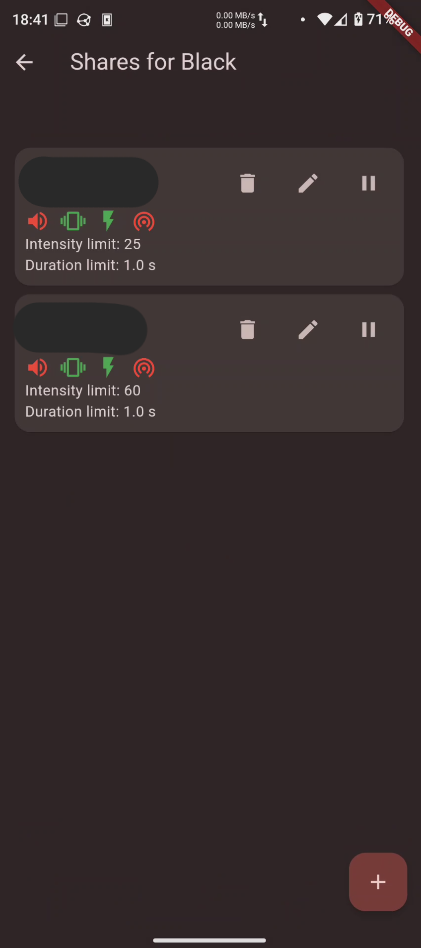 18:41
0.00 MB/s
0.00 MB/s
71%
DEBUG
Shares for Black
Intensity limit: 25
Duration limit: 1.0 s
Intensity limit: 60
Duration limit: 1.0 s